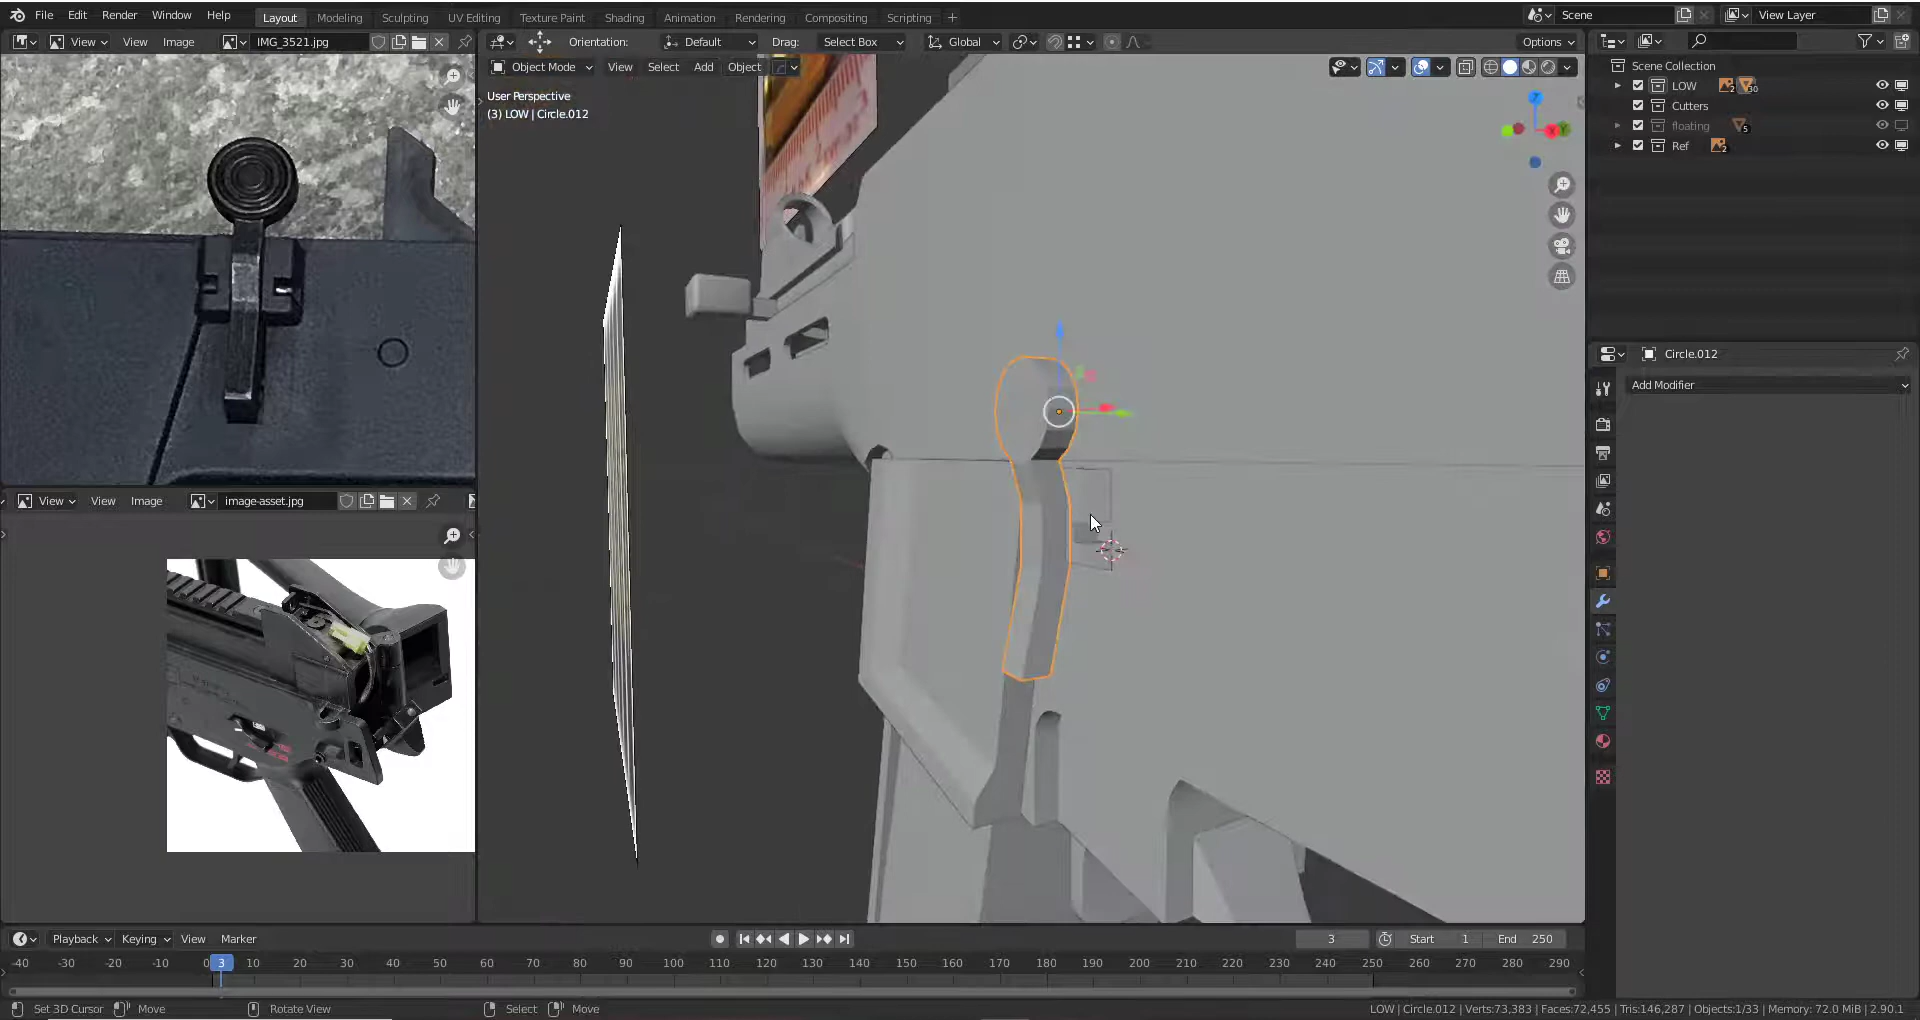 File Edit Render Window Help Layout Modeling Sculpting UV Editing Texture Paint Shading Animation Rendering Compositing Scripting + Scene View Layer
View View Image IMG_3521.jpg Orientation: Default Drag: Select Box Global Options
Object Mode View Select Add Object
User Perspective
(3) LOW | Circle.012
Z
X
Y
Scene Collection
LOW 2 30
Cutters
floating 5
Ref 2
Circle.012
Add Modifier
View View Image image-asset.jpg
Playback Keying View Marker 3 Start 1 End 250
-40 -30 -20 -10 0 3 10 20 30 40 50 60 70 80 90 100 110 120 130 140 150 160 170 180 190 200 210 220 230 240 250 260 270 280 290
Set 3D Cursor Move Rotate View Select Move LOW | Circle.012 | Verts:73,383 | Faces:72,455 | Tris:146,287 | Objects:1/33 | Memory: 72.0 MiB | 2.90.1